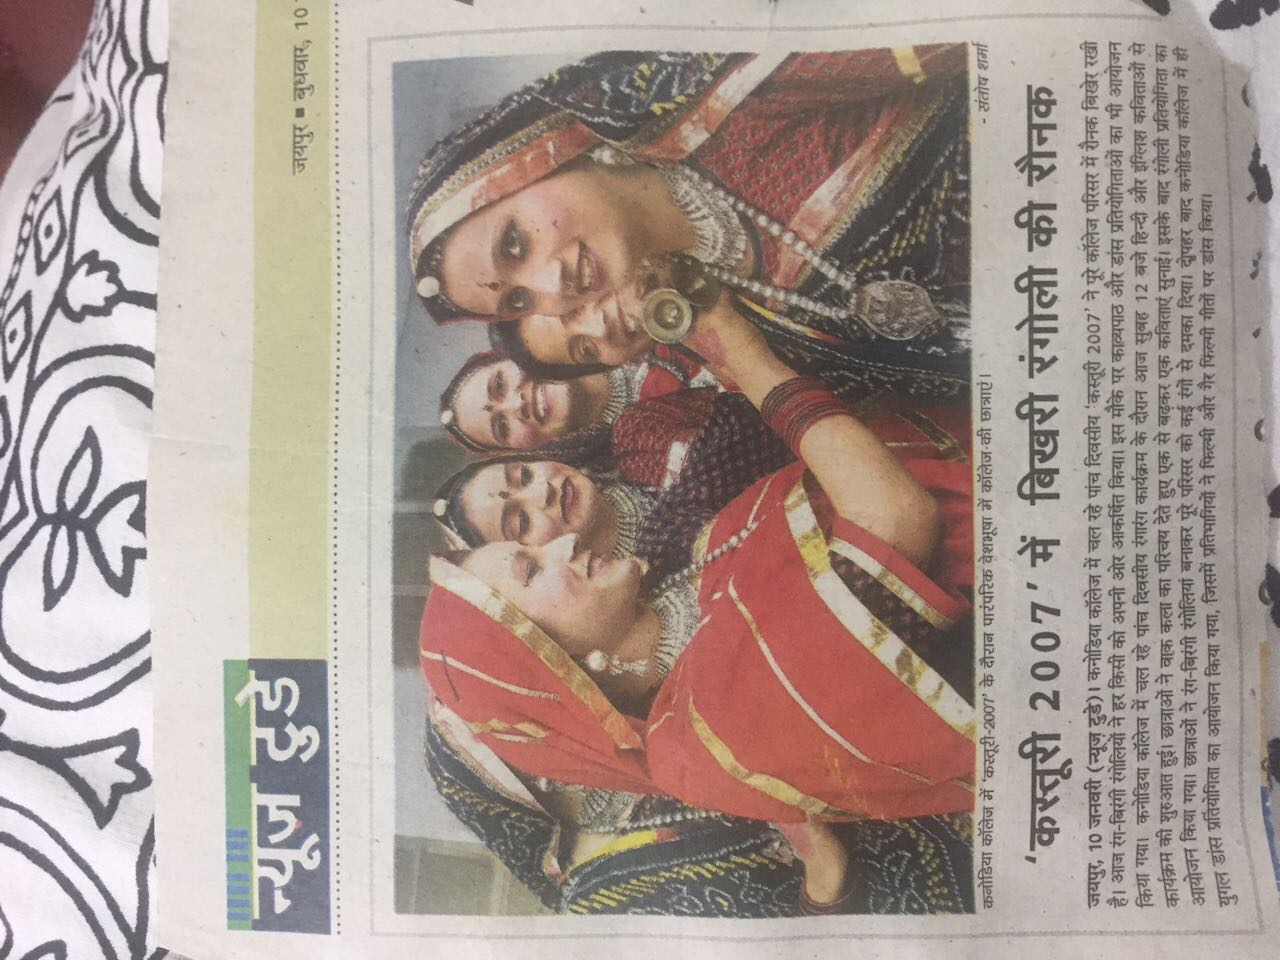 न्यूज़ टुडे
जयपुर ■ बुधवार, 10
कनोडिया कॉलेज में 'कस्तूरी-2007' के दौरान पारंपरिक वेशभूषा में कॉलेज की छात्राएं।
- संतोष शर्मा
'कस्तूरी 2007' में बिखरी रंगोली की रौनक
जयपुर, 10 जनवरी (न्यूज़ टुडे)। कनोडिया कॉलेज में चल रहे पांच दिवसीय 'कस्तूरी 2007' ने पूरे कॉलेज परिसर में रौनक बिखेर रखी
है। आज रंग-बिरंगी रंगोलियों ने हर किसी को अपनी ओर आकर्षित किया। इस मौके पर काव्यपाठ और डांस प्रतियोगिताओं का भी आयोजन
किया गया। कनोडिया कॉलेज में चल रहे पांच दिवसीय रंगारंग कार्यक्रम के दौरान आज सुबह 12 बजे हिन्दी और इंग्लिश कविताओं से
कार्यक्रम की शुरुआत हुई। छात्राओं ने वाक कला का परिचय देते हुए एक से बढ़कर एक कविताएं सुनाई। इसके बाद रंगोली प्रतियोगिता का
आयोजन किया गया। छात्राओं ने रंग-बिरंगी रंगोलियां बनाकर पूरे परिसर को कई रंगों से दमका दिया। दोपहर बाद कनोडिया कॉलेज में ही
युगल डांस प्रतियोगिता का आयोजन किया गया, जिसमें प्रतिभागियों ने फिल्मी और गैर फिल्मी गीतों पर डांस किया।